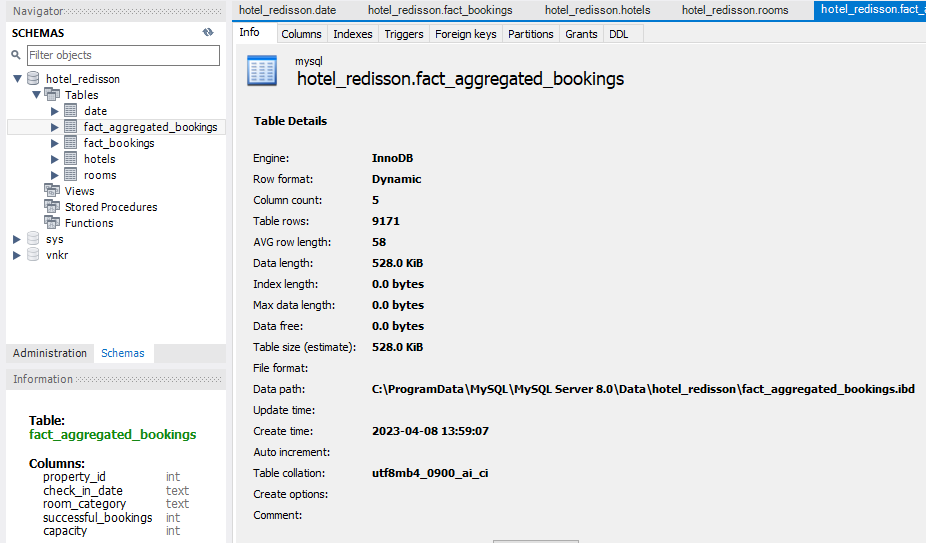 Navigator
SCHEMAS
Filter objects
hotel_redisson
Tables
date
fact_aggregated_bookings
fact_bookings
hotels
rooms
Views
Stored Procedures
Functions
sys
vnkr
Administration Schemas
Information
Table:
fact_aggregated_bookings
Columns:
property_id int
check_in_date text
room_category text
successful_bookings int
capacity int
hotel_redisson.date hotel_redisson.fact_bookings hotel_redisson.hotels hotel_redisson.rooms hotel_redisson.fact_a
Info Columns Indexes Triggers Foreign keys Partitions Grants DDL
mysql
hotel_redisson.fact_aggregated_bookings
Table Details
Engine: InnoDB
Row format: Dynamic
Column count: 5
Table rows: 9171
AVG row length: 58
Data length: 528.0 KiB
Index length: 0.0 bytes
Max data length: 0.0 bytes
Data free: 0.0 bytes
Table size (estimate): 528.0 KiB
File format:
Data path: C:\ProgramData\MySQL\MySQL Server 8.0\Data\hotel_redisson\fact_aggregated_bookings.ibd
Update time:
Create time: 2023-04-08 13:59:07
Auto increment:
Table collation: utf8mb4_0900_ai_ci
Create options:
Comment: